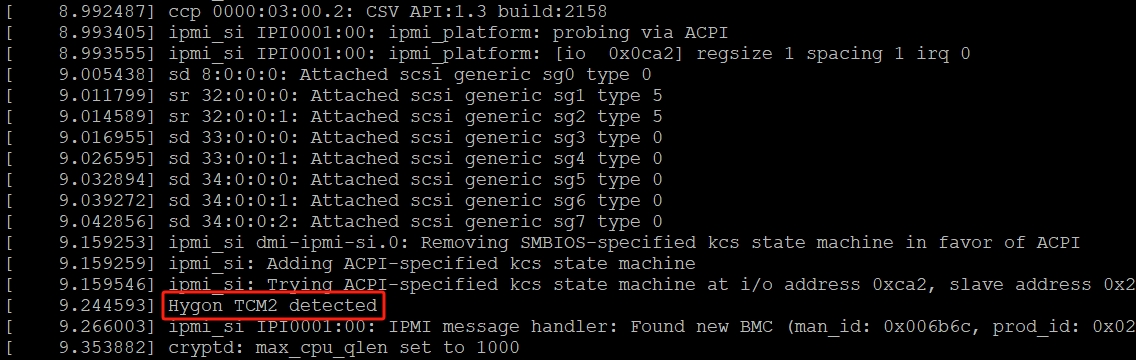 [    8.992487] ccp 0000:03:00.2: CSV API:1.3 build:2158
[    8.993405] ipmi_si IPI0001:00: ipmi_platform: probing via ACPI
[    8.993555] ipmi_si IPI0001:00: ipmi_platform: [io  0x0ca2] regsize 1 spacing 1 irq 0
[    9.005438] sd 8:0:0:0: Attached scsi generic sg0 type 0
[    9.011799] sr 32:0:0:0: Attached scsi generic sg1 type 5
[    9.014589] sr 32:0:0:1: Attached scsi generic sg2 type 5
[    9.016955] sd 33:0:0:0: Attached scsi generic sg3 type 0
[    9.026595] sd 33:0:0:1: Attached scsi generic sg4 type 0
[    9.032894] sd 34:0:0:0: Attached scsi generic sg5 type 0
[    9.039272] sd 34:0:0:1: Attached scsi generic sg6 type 0
[    9.042856] sd 34:0:0:2: Attached scsi generic sg7 type 0
[    9.159253] ipmi_si dmi-ipmi-si.0: Removing SMBIOS-specified kcs state machine in favor of ACPI
[    9.159259] ipmi_si: Adding ACPI-specified kcs state machine
[    9.159546] ipmi_si: Trying ACPI-specified kcs state machine at i/o address 0xca2, slave address 0x2
[    9.244593] Hygon TCM2 detected
[    9.266003] ipmi_si IPI0001:00: IPMI message handler: Found new BMC (man_id: 0x006b6c, prod_id: 0x02
[    9.353882] cryptd: max_cpu_qlen set to 1000